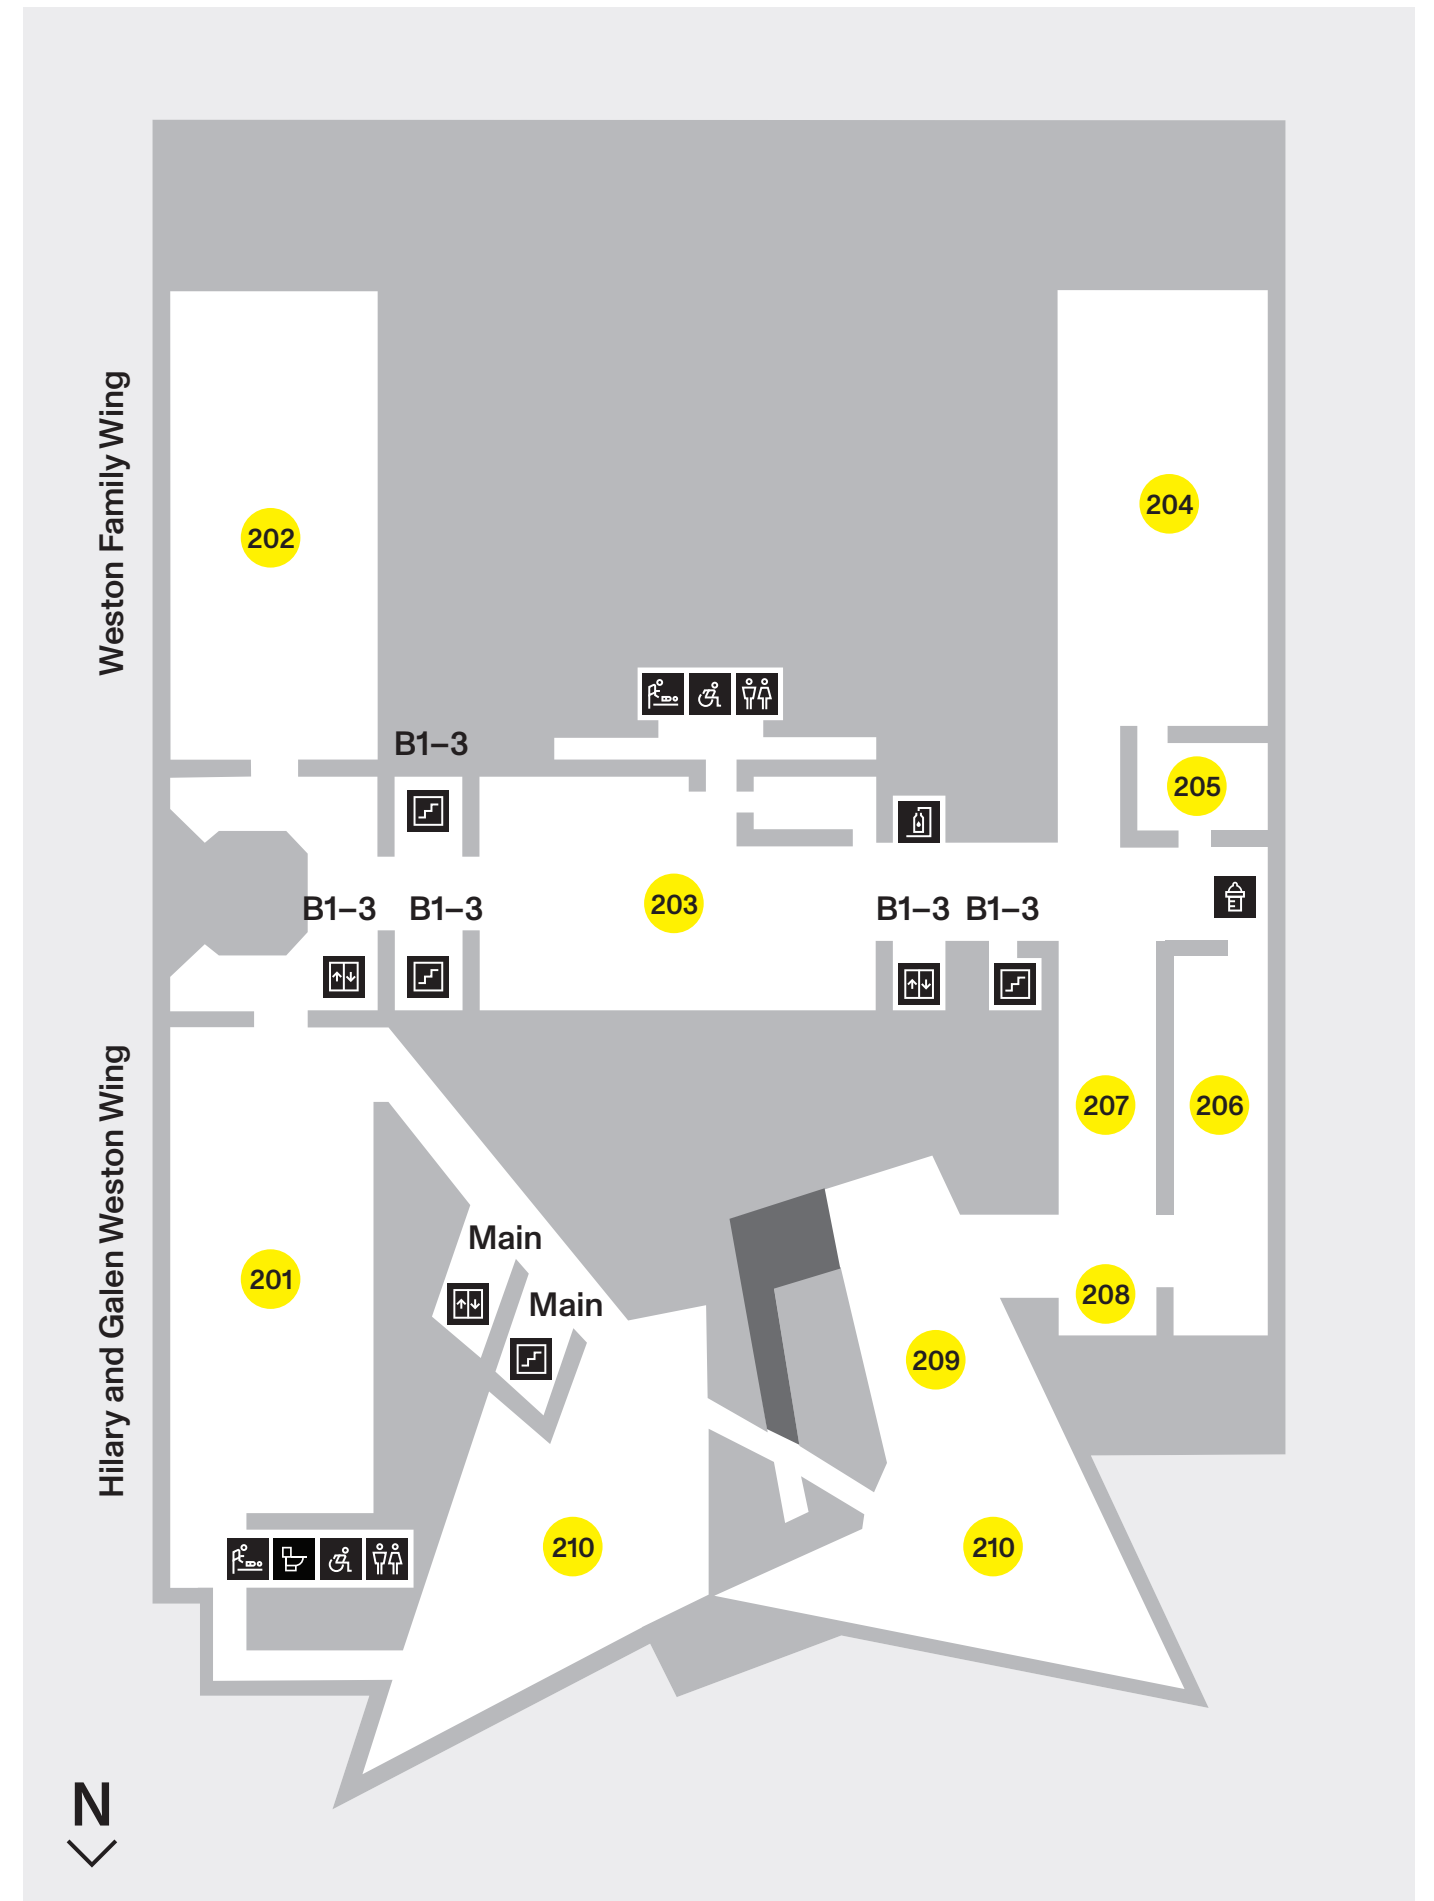 Weston Family Wing
202
204
B1–3
205
203
B1–3
B1–3
B1–3
B1–3
Hilary and Galen Weston Wing
207
206
Main
201
Main
208
209
210
210
N